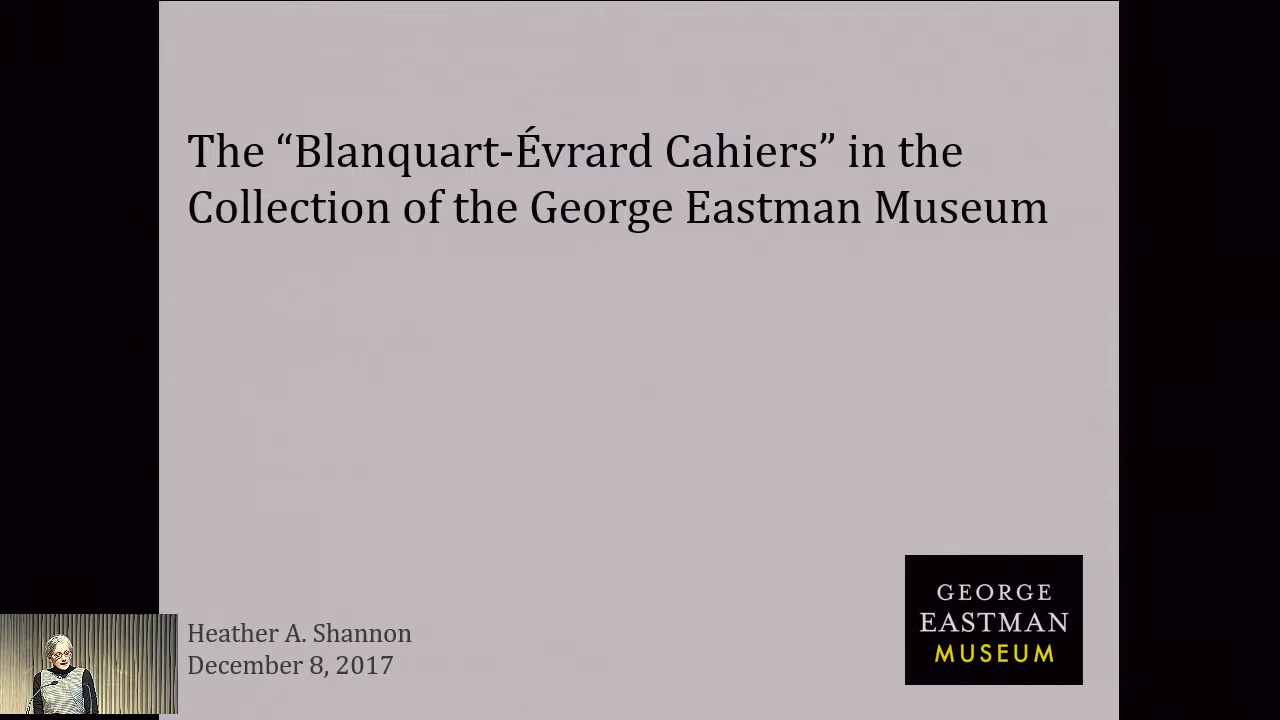 The “Blanquart-Évrard Cahiers” in the
Collection of the George Eastman Museum
Heather A. Shannon
December 8, 2017
GEORGE
EASTMAN
MUSEUM